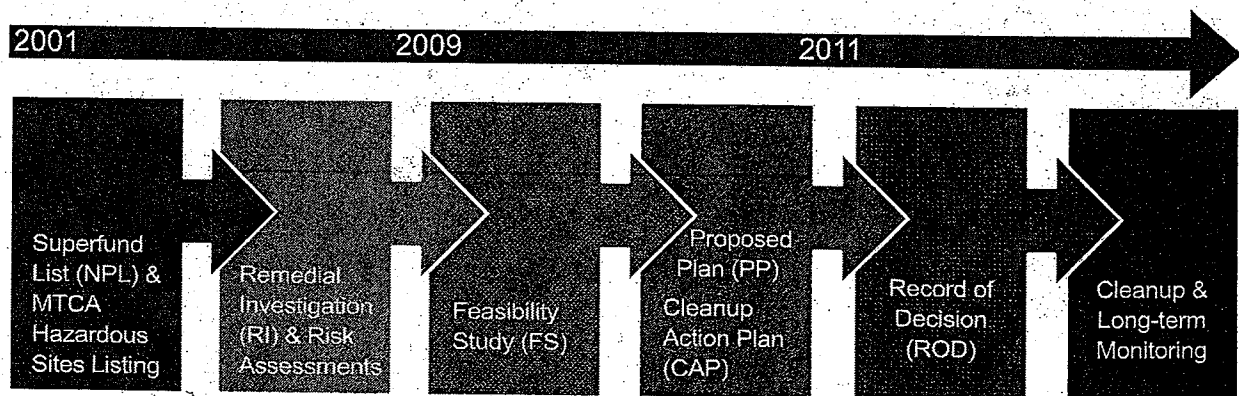 2001
2009
2011
Superfund
List (NPL) &
MTCA
Hazardous
Sites Listing
Remedial
Investigation
(RI) & Risk
Assessments
Feasibility
Study (FS)
Proposed
Plan (PP)
Cleanup
Action Plan
(CAP)
Record of
Decision
(ROD)
Cleanup &
Long-term
Monitoring